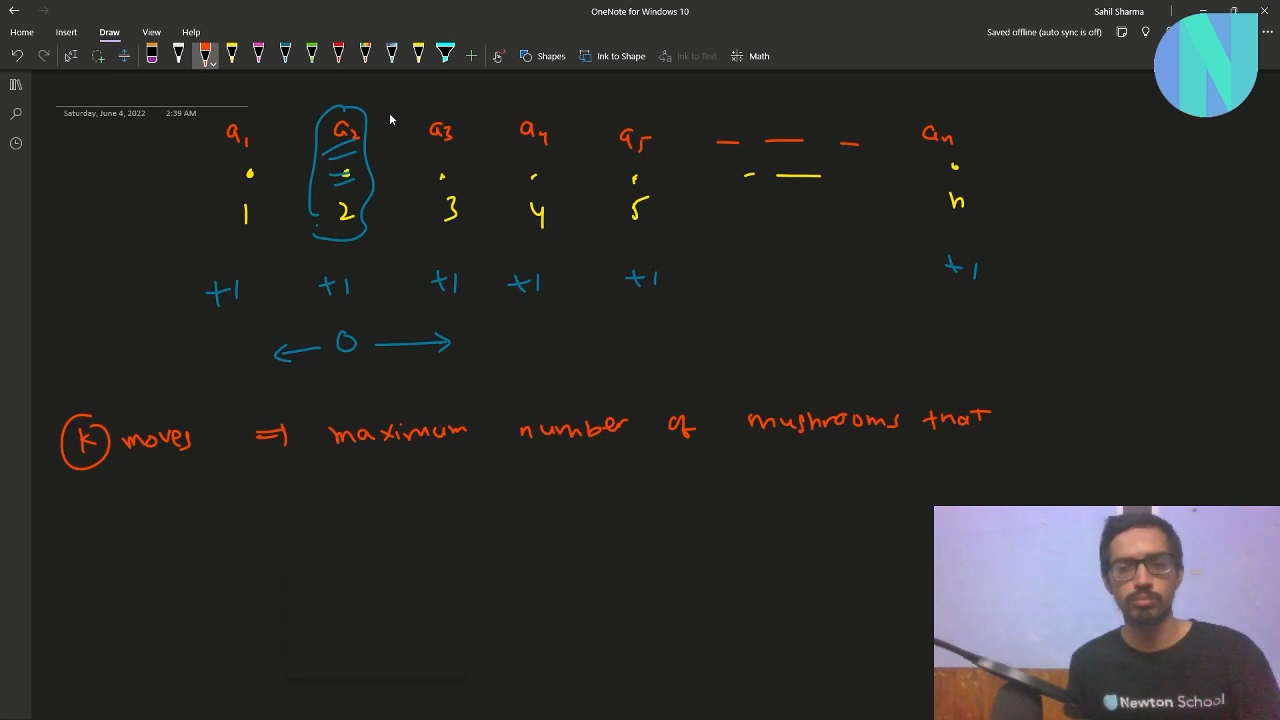 OneNote for Windows 10
Sahil Sharma
Home Insert Draw View Help
Saved offline (auto sync is off)
Shapes Ink to Shape Ink to Text Math
Saturday, June 4, 2022 2:39 AM
a1 a2 a3 a4 a5 — — — an
1 2 3 4 5 n
+1 +1 +1 +1 +1 +1
← 0 →
K moves ⇒ maximum number of mushrooms that
Newton School